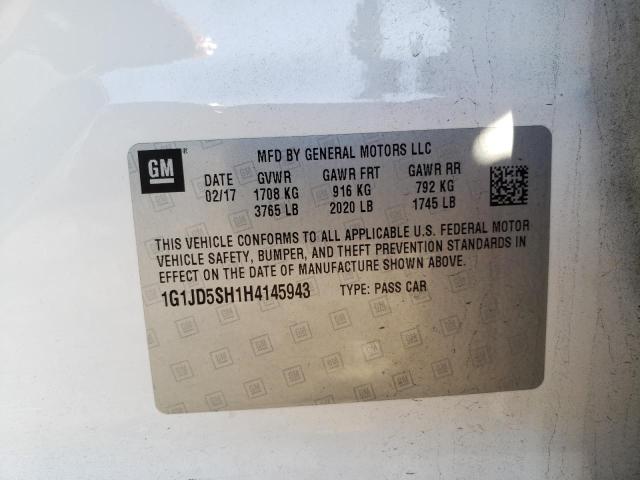 GM ®
MFD BY GENERAL MOTORS LLC
DATE GVWR GAWR FRT GAWR RR
02/17 1708 KG 916 KG 792 KG
3765 LB 2020 LB 1745 LB
THIS VEHICLE CONFORMS TO ALL APPLICABLE U.S. FEDERAL MOTOR
VEHICLE SAFETY, BUMPER, AND THEFT PREVENTION STANDARDS IN
EFFECT ON THE DATE OF MANUFACTURE SHOWN ABOVE.
1G1JD5SH1H4145943 TYPE: PASS CAR